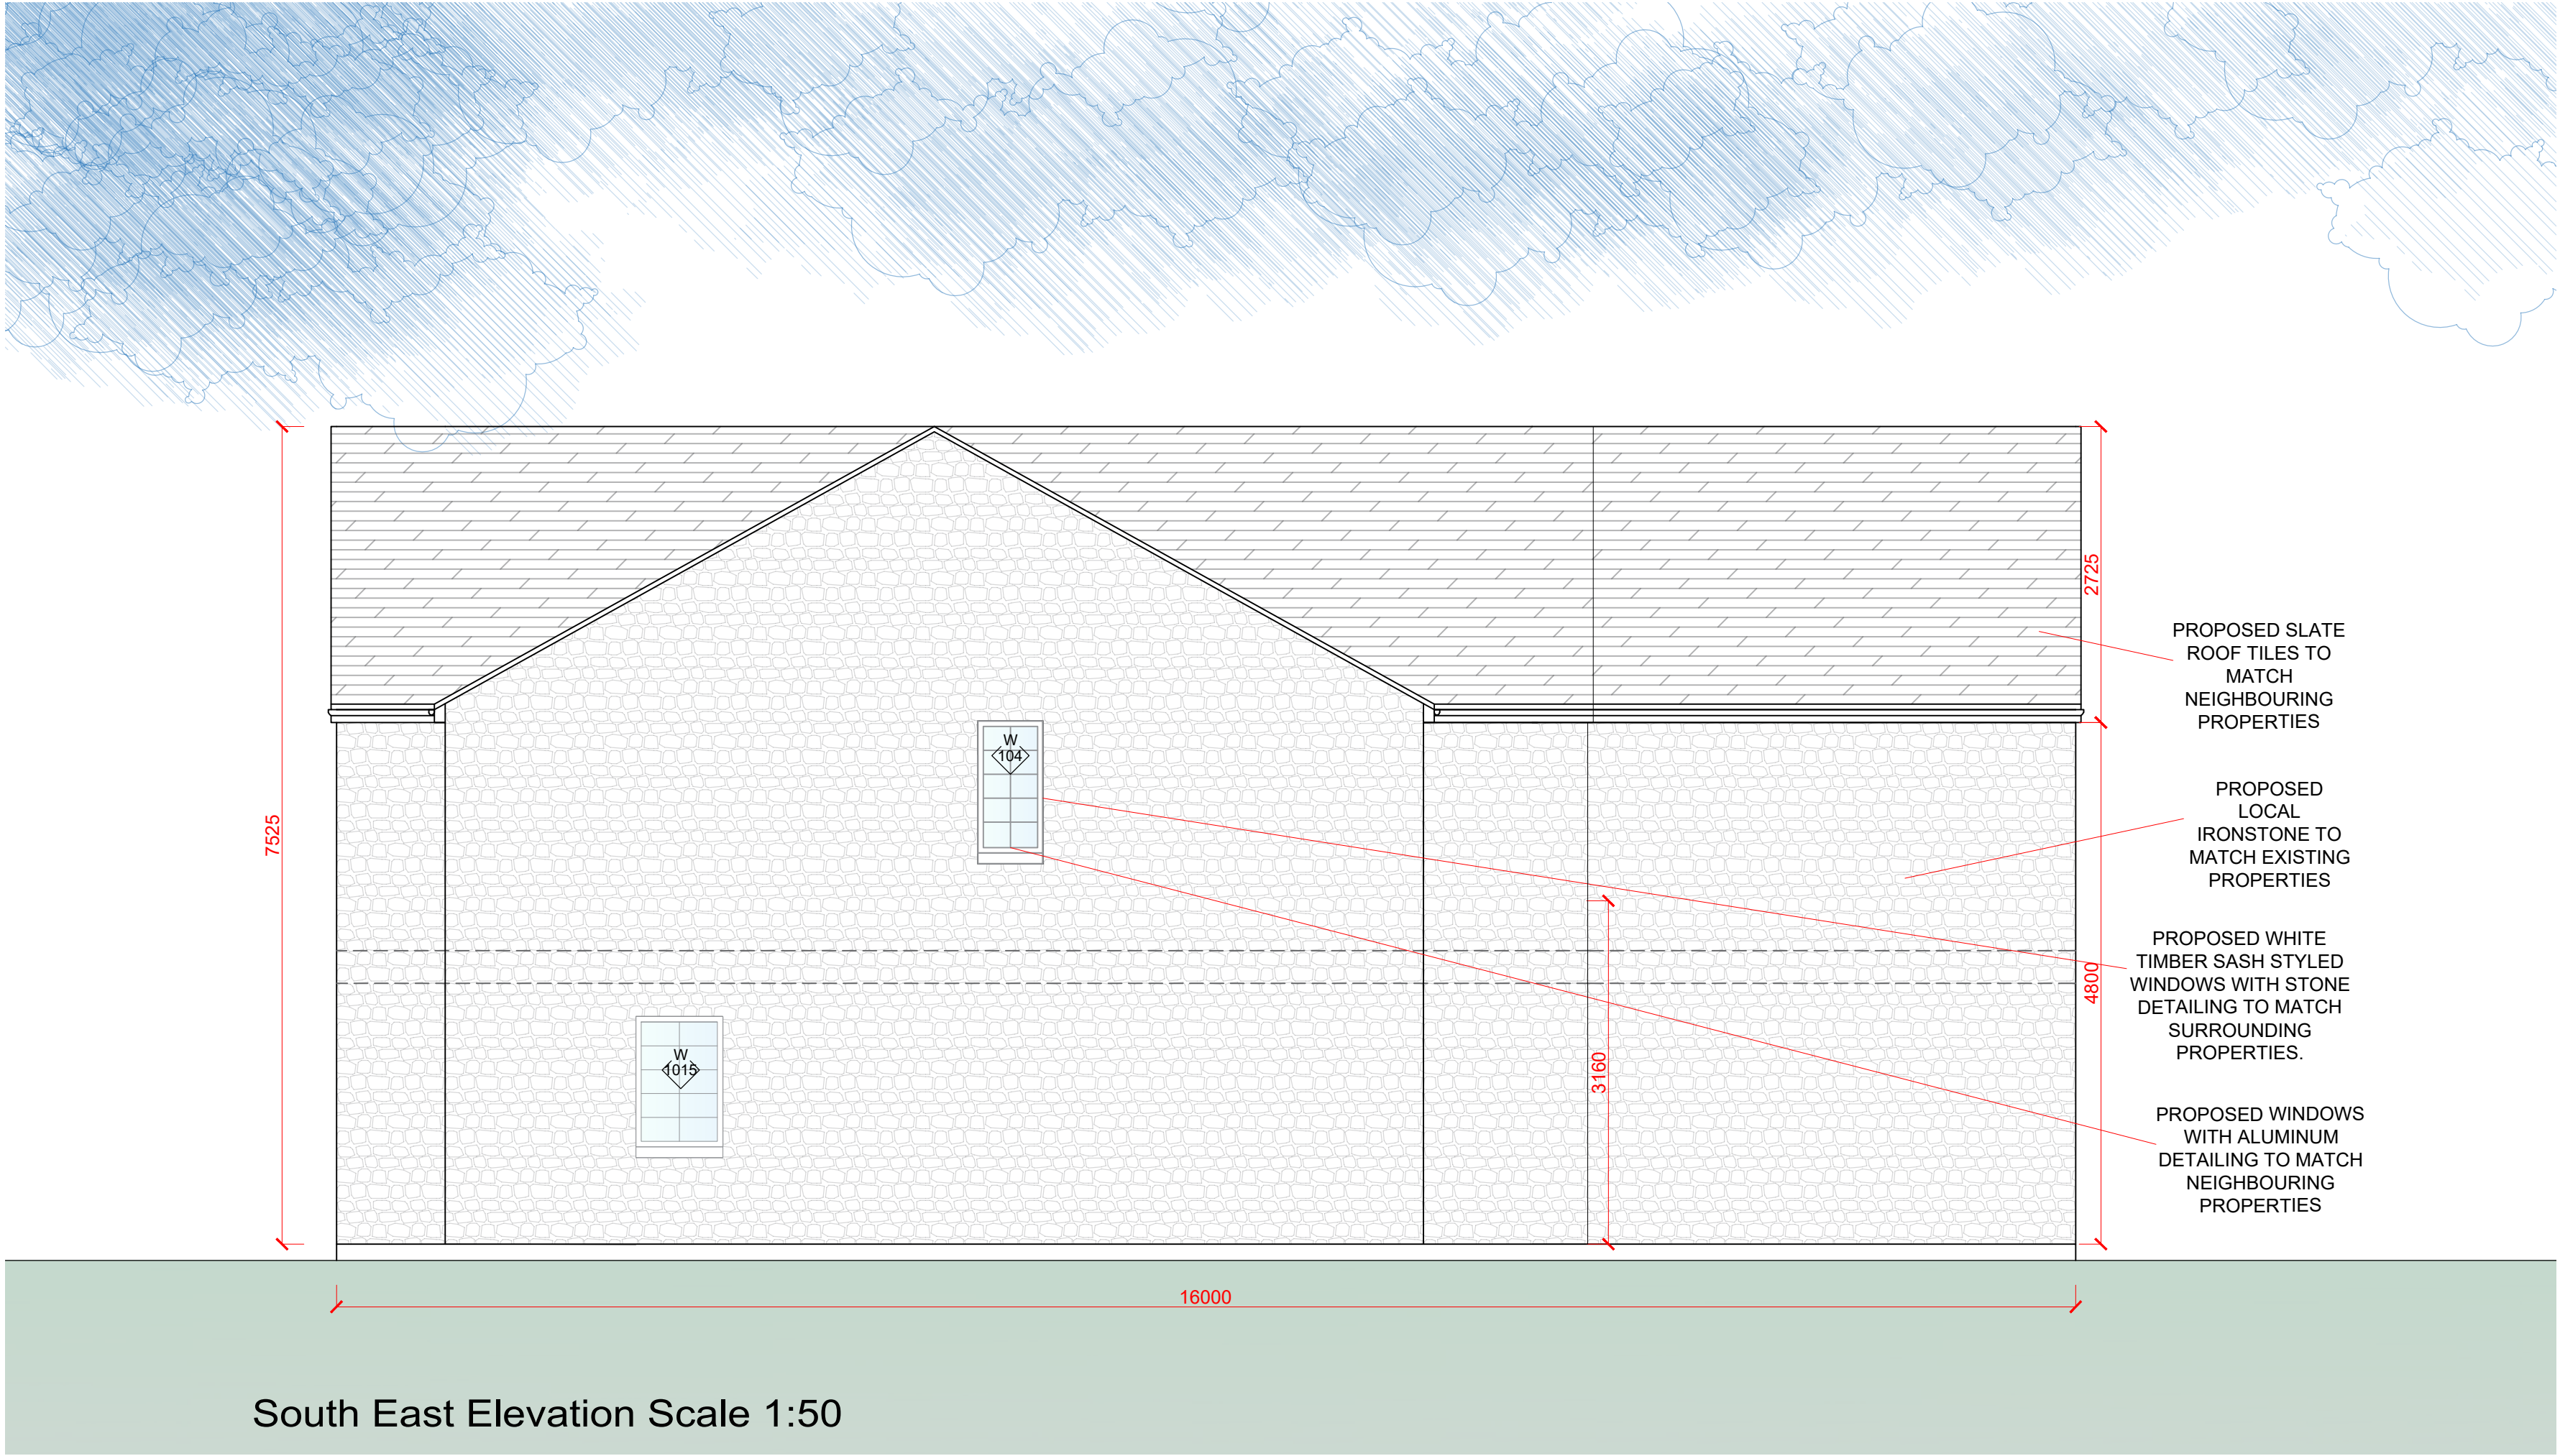 2725
PROPOSED SLATE
ROOF TILES TO
MATCH
NEIGHBOURING
PROPERTIES
W
104
7525
PROPOSED
LOCAL
IRONSTONE TO
MATCH EXISTING
PROPERTIES
PROPOSED WHITE
TIMBER SASH STYLED
WINDOWS WITH STONE
DETAILING TO MATCH
SURROUNDING
PROPERTIES.
4800
W
1015
3160
PROPOSED WINDOWS
WITH ALUMINUM
DETAILING TO MATCH
NEIGHBOURING
PROPERTIES
16000
South East Elevation Scale 1:50